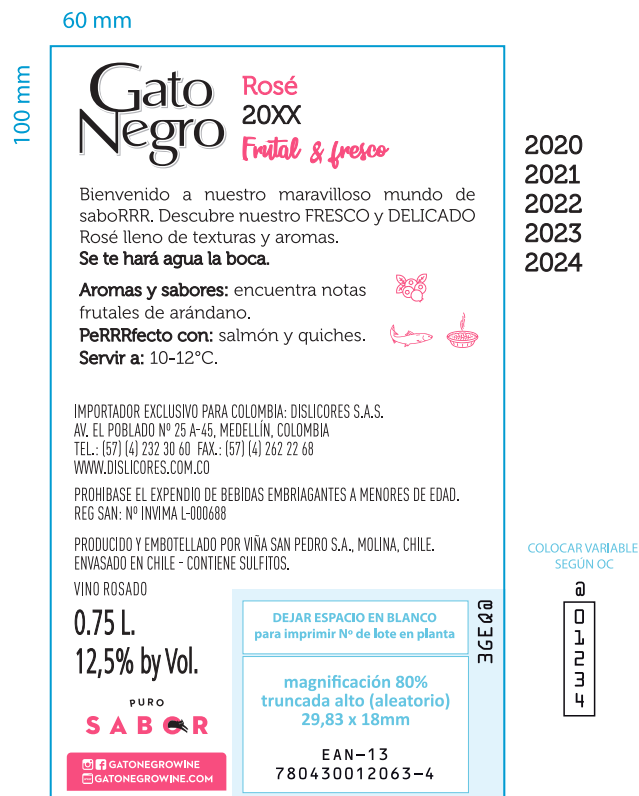 60 mm
100 mm
Gato
Negro
Rosé
20XX
Frutal & fresco
Bienvenido a nuestro maravilloso mundo de
saboRRR. Descubre nuestro FRESCO y DELICADO
Rosé lleno de texturas y aromas.
Se te hará agua la boca.
Aromas y sabores: encuentra notas
frutales de arándano.
PeRRRfecto con: salmón y quiches.
Servir a: 10-12°C.
IMPORTADOR EXCLUSIVO PARA COLOMBIA: DISLICORES S.A.S.
AV. EL POBLADO Nº 25 A-45, MEDELLÍN, COLOMBIA
TEL.: (57) (4) 232 30 60 FAX.: (57) (4) 262 22 68
WWW.DISLICORES.COM.CO
PROHIBASE EL EXPENDIO DE BEBIDAS EMBRIAGANTES A MENORES DE EDAD.
REG SAN: Nº INVIMA L-000688
PRODUCIDO Y EMBOTELLADO POR VIÑA SAN PEDRO S.A., MOLINA, CHILE.
ENVASADO EN CHILE - CONTIENE SULFITOS.
VINO ROSADO
0.75 L.
12,5% by Vol.
PURO
SABOR
GATONEGROWINE
GATONEGROWINE.COM
DEJAR ESPACIO EN BLANCO
para imprimir Nº de lote en planta
magnificación 80%
truncada alto (aleatorio)
29,83 x 18mm
EAN-13
780430012063-4
3GEQ@
2020
2021
2022
2023
2024
COLOCAR VARIABLE
SEGÚN OC
@
0
1
2
3
4